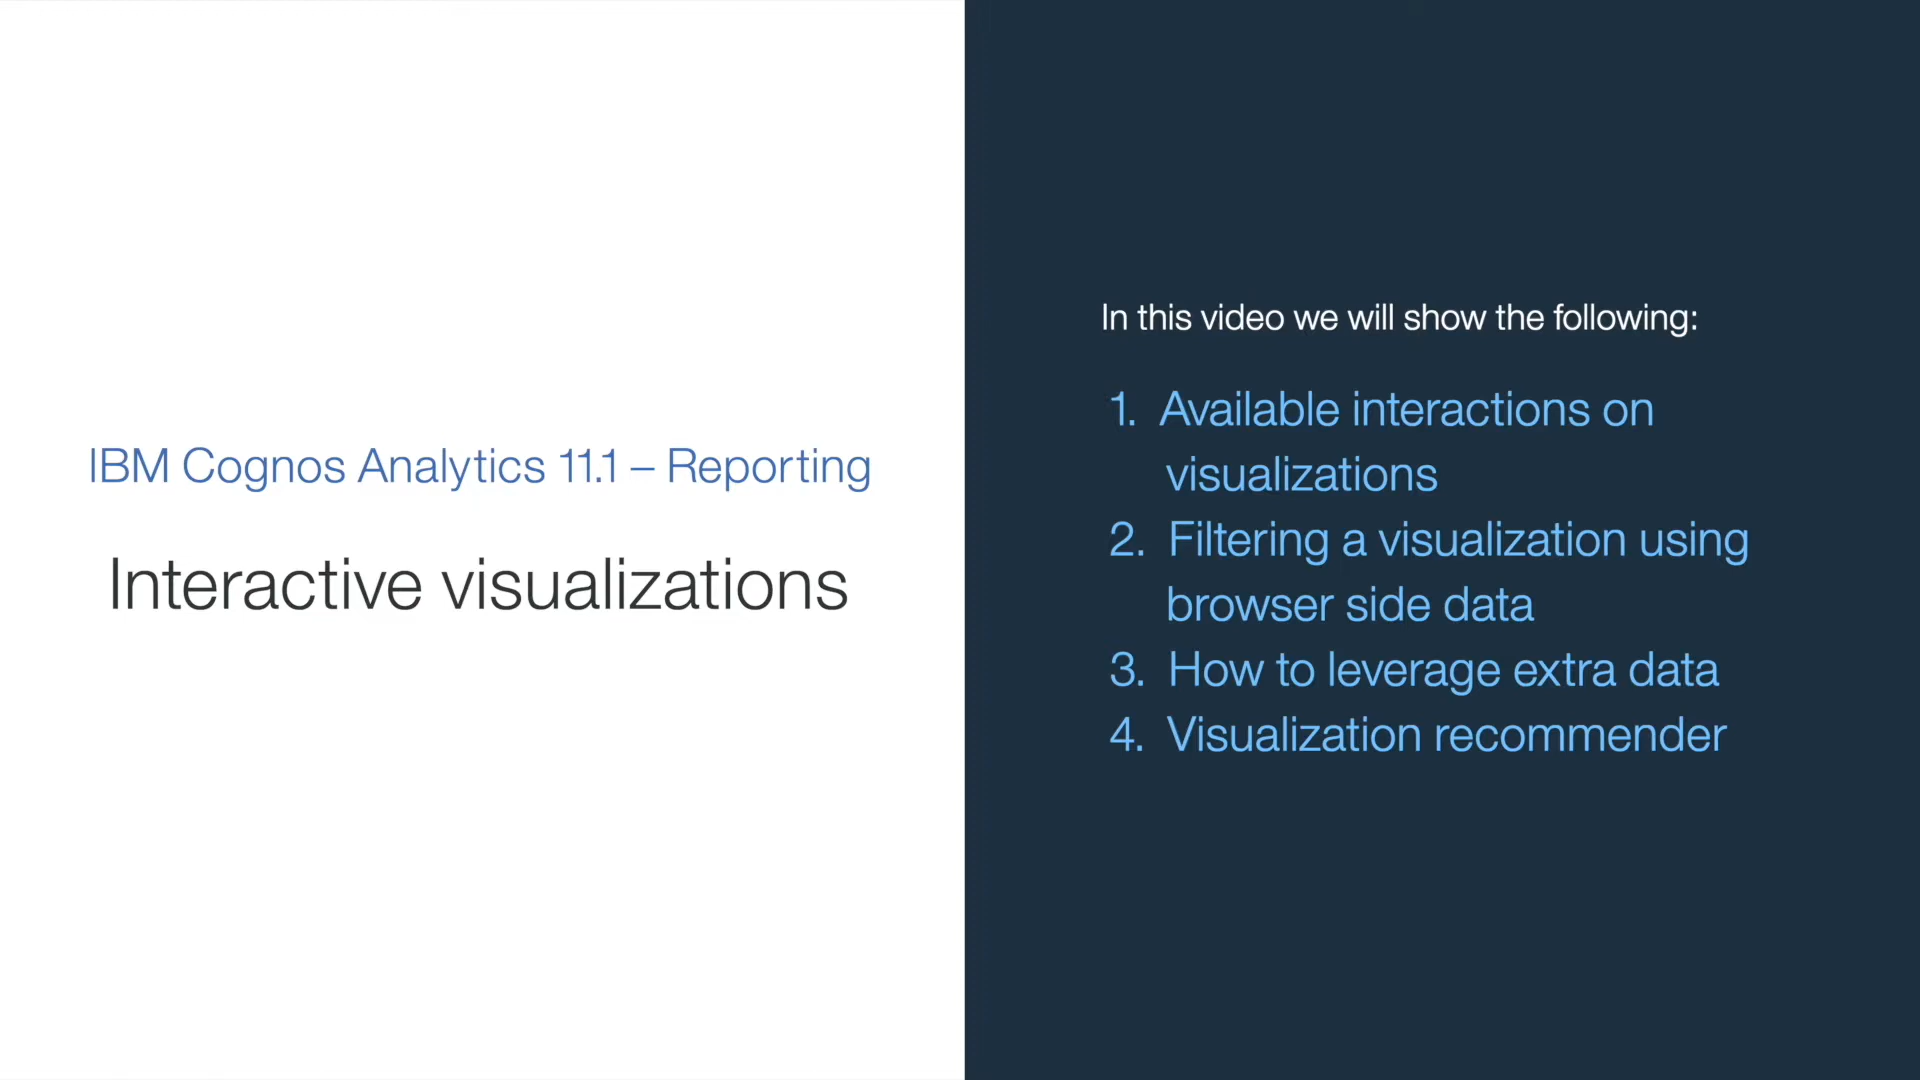 IBM Cognos Analytics 11.1 – Reporting
Interactive visualizations
In this video we will show the following:
1. Available interactions on
visualizations
2. Filtering a visualization using
browser side data
3. How to leverage extra data
4. Visualization recommender